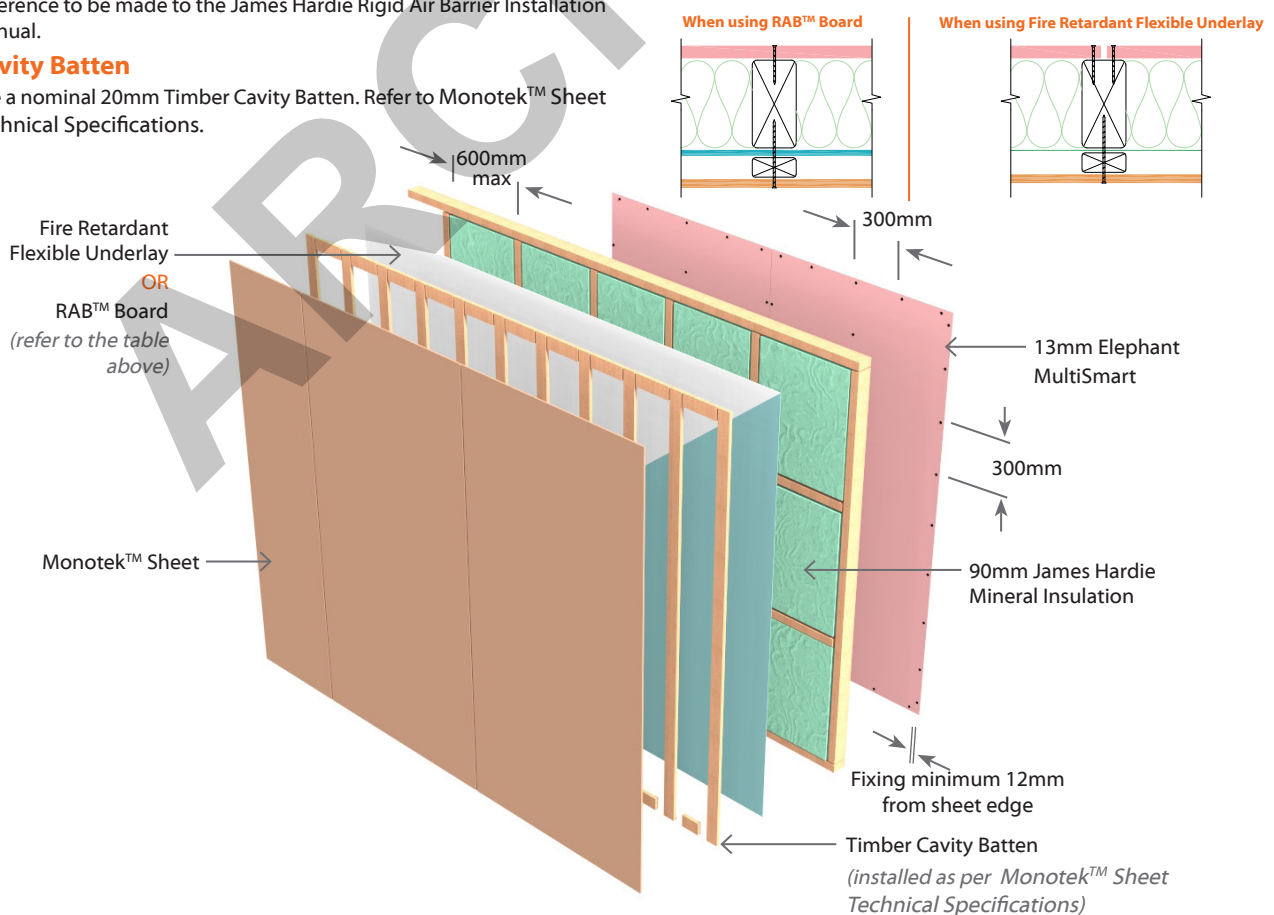 erence to be made to the James Hardie Rigid Air Barrier Installation
nual.
vity Batten
e a nominal 20mm Timber Cavity Batten. Refer to Monotek™ Sheet
chnical Specifications.
When using RAB™ Board
When using Fire Retardant Flexible Underlay
600mm
max
300mm
Fire Retardant
Flexible Underlay
OR
RAB™ Board
(refer to the table
above)
13mm Elephant
MultiSmart
300mm
Monotek™ Sheet
90mm James Hardie
Mineral Insulation
Fixing minimum 12mm
from sheet edge
Timber Cavity Batten
(installed as per Monotek™ Sheet
Technical Specifications)